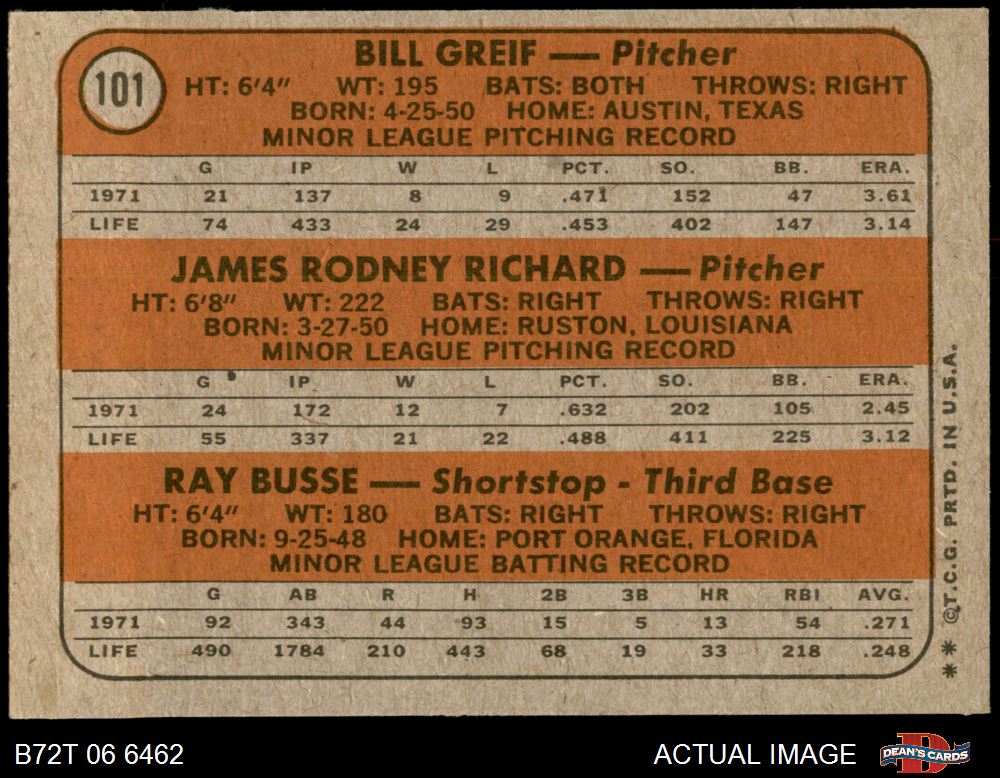 101
BILL GREIF — Pitcher
HT: 6'4" WT: 195 BATS: BOTH THROWS: RIGHT
BORN: 4-25-50 HOME: AUSTIN, TEXAS
MINOR LEAGUE PITCHING RECORD
G IP W L PCT. SO. BB. ERA.
1971 21 137 8 9 .471 152 47 3.61
LIFE 74 433 24 29 .453 402 147 3.14
JAMES RODNEY RICHARD — Pitcher
HT: 6'8" WT: 222 BATS: RIGHT THROWS: RIGHT
BORN: 3-27-50 HOME: RUSTON, LOUISIANA
MINOR LEAGUE PITCHING RECORD
G IP W L PCT. SO. BB. ERA.
1971 24 172 12 7 .632 202 105 2.45
LIFE 55 337 21 22 .488 411 225 3.12
RAY BUSSE — Shortstop - Third Base
HT: 6'4" WT: 180 BATS: RIGHT THROWS: RIGHT
BORN: 9-25-48 HOME: PORT ORANGE, FLORIDA
MINOR LEAGUE BATTING RECORD
G AB R H 2B 3B HR RBI AVG.
1971 92 343 44 93 15 5 13 54 .271
LIFE 490 1784 210 443 68 19 33 218 .248
** ©T.C.G. PRTD. IN U.S.A.
B72T 06 6462
ACTUAL IMAGE
D
DEAN'S CARDS